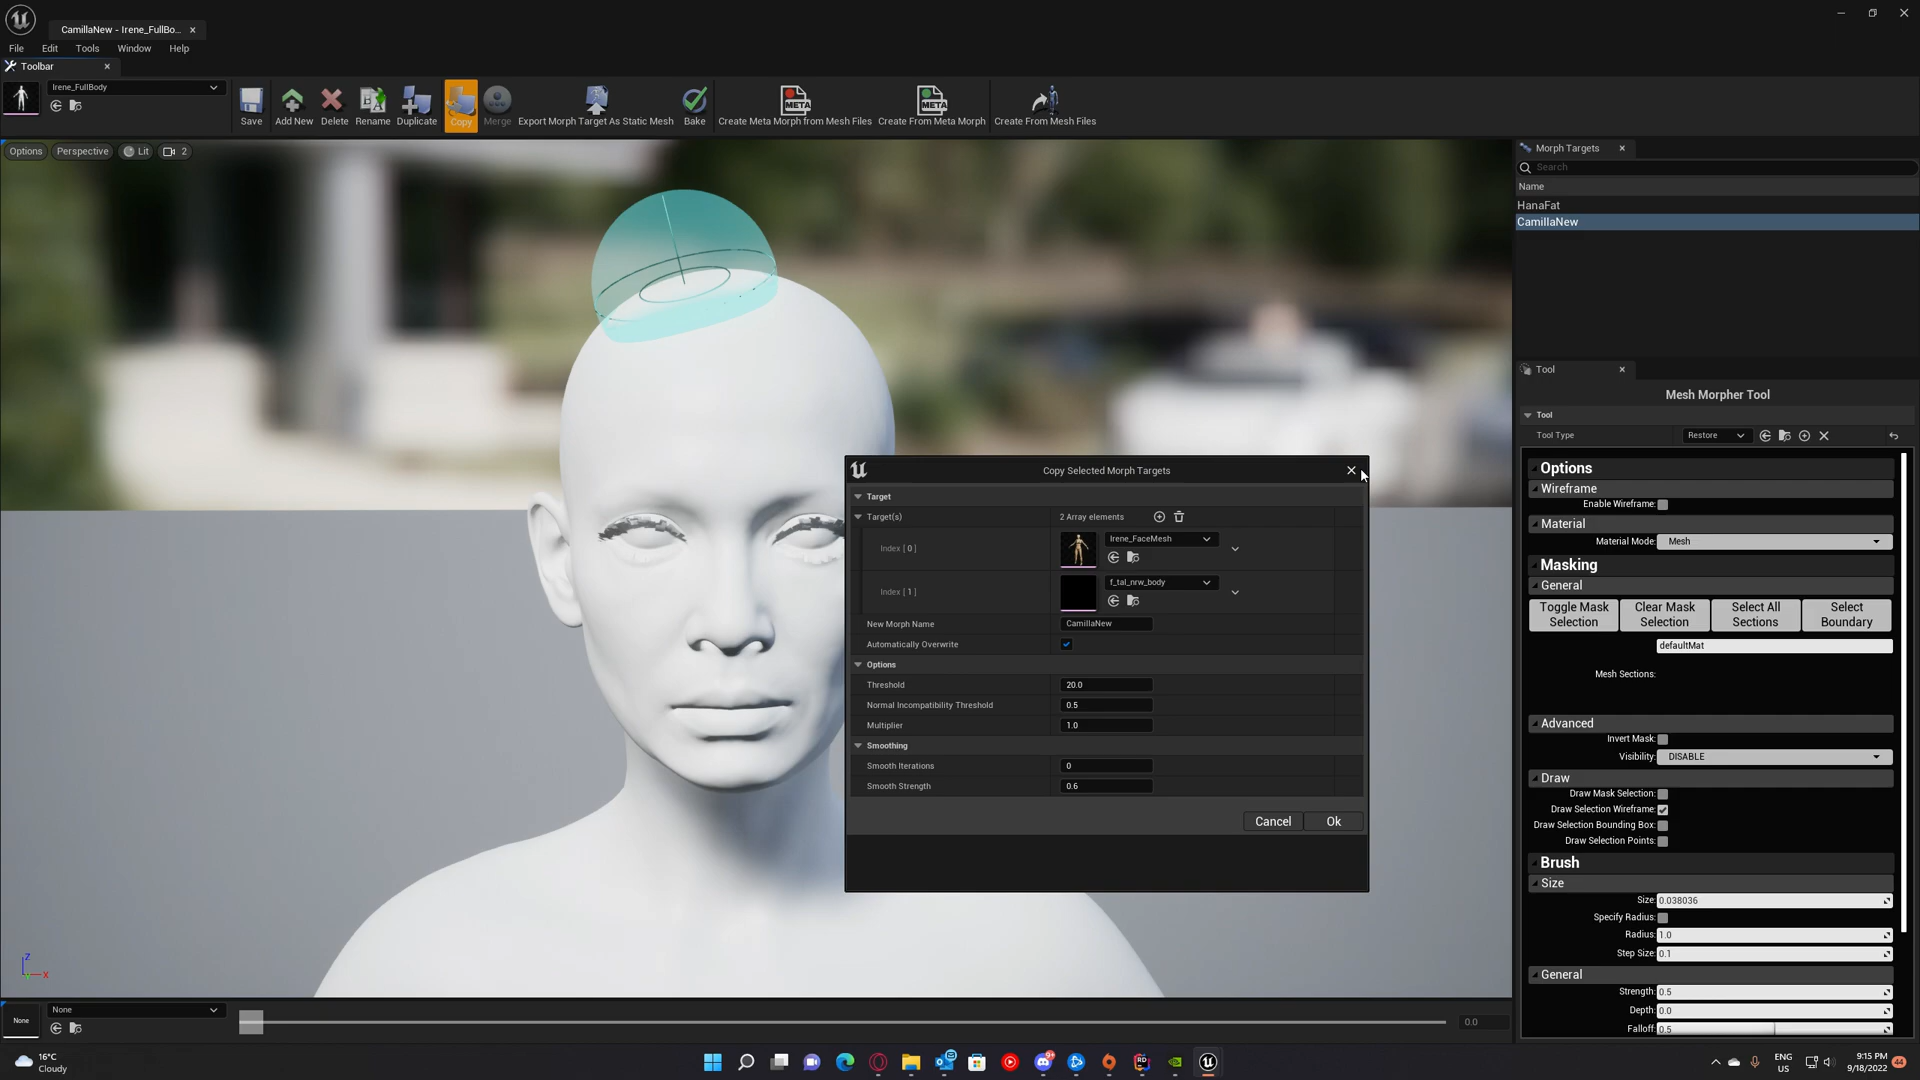 CamillaNew - Irene_FullBo...
File Edit Tools Window Help
Toolbar
Irene_FullBody
Save Add New Delete Rename Duplicate Copy Merge Export Morph Target As Static Mesh Bake Create Meta Morph from Mesh Files Create From Meta Morph Create From Mesh Files
META META
Options Perspective Lit 2
Morph Targets
Search
Name
HanaFat
CamillaNew
Tool
Mesh Morpher Tool
Tool
Tool Type Restore
Options
Wireframe
Enable Wireframe:
Material
Material Mode: Mesh
Masking
General
Toggle Mask Selection Clear Mask Selection Select All Sections Select Boundary
defaultMat
Mesh Sections:
Advanced
Invert Mask:
Visibility: DISABLE
Draw
Draw Mask Selection:
Draw Selection Wireframe:
Draw Selection Bounding Box:
Draw Selection Points:
Brush
Size
Size: 0.038036
Specify Radius:
Radius: 1.0
Step Size: 0.1
General
Strength: 0.5
Depth: 0.0
Falloff: 0.5
Copy Selected Morph Targets
Target
Target(s) 2 Array elements
Index [ 0 ] Irene_FaceMesh
Index [ 1 ] f_tal_nrw_body
New Morph Name CamillaNew
Automatically Overwrite
Options
Threshold 20.0
Normal Incompatibility Threshold 0.5
Multiplier 1.0
Smoothing
Smooth Iterations 0
Smooth Strength 0.6
Cancel Ok
Z
X
None None
0.0
16°C
Cloudy
ENG
US
9:15 PM
9/18/2022
44